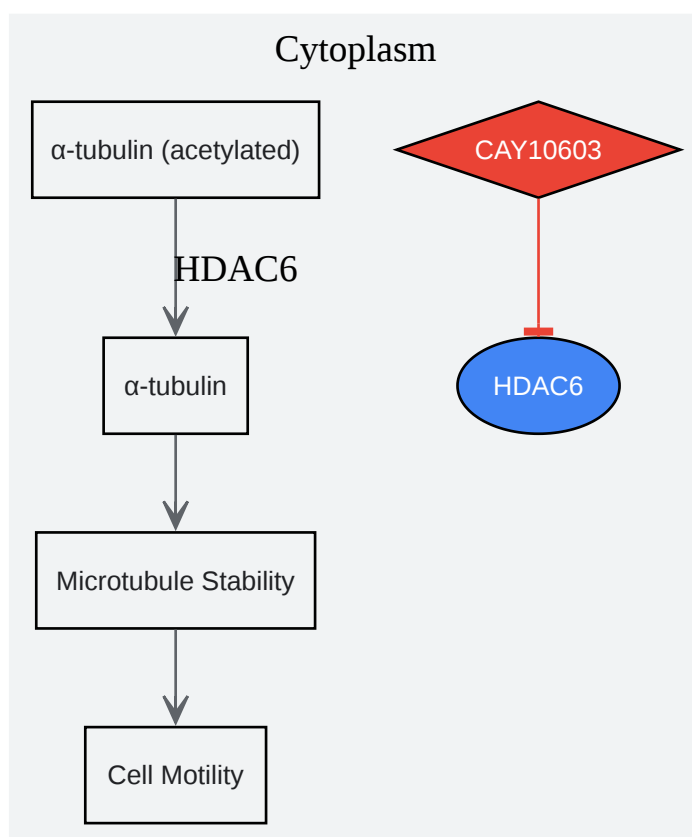 Cytoplasm
α-tubulin (acetylated)
CAY10603
HDAC6
α-tubulin
HDAC6
Microtubule Stability
Cell Motility